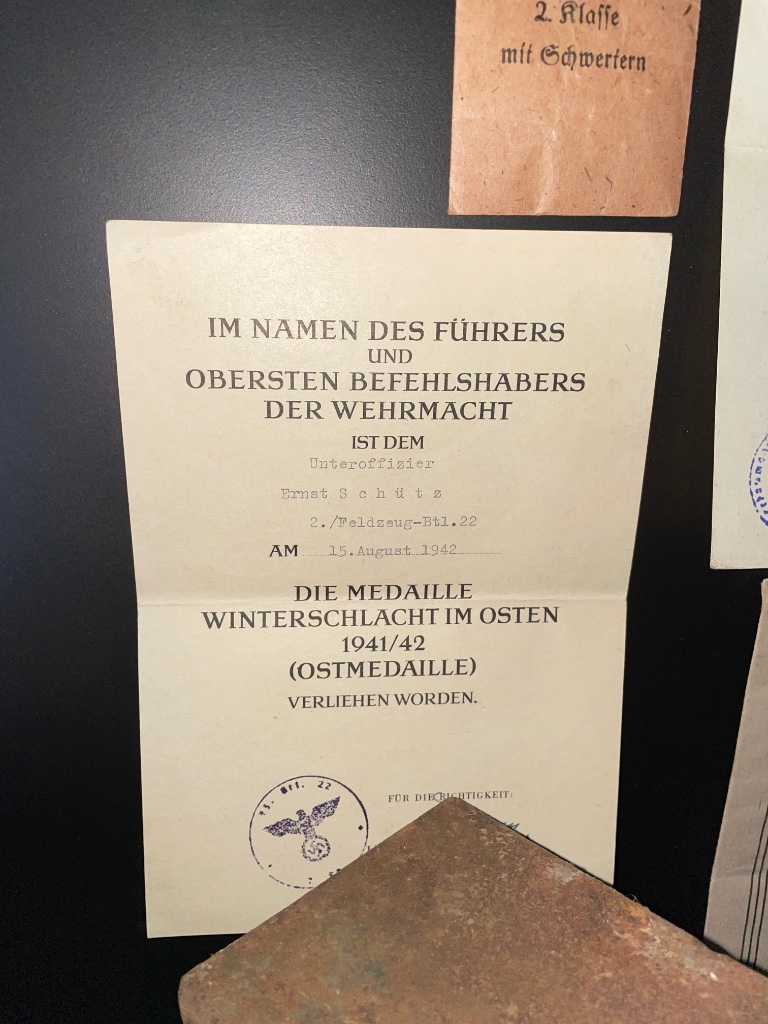 2. Klasse
mit Schwertern
IM NAMEN DES FÜHRERS
UND
OBERSTEN BEFEHLSHABERS
DER WEHRMACHT
IST DEM
Unteroffizier
Ernst S c h ü t z
2./Feldzeug-Btl.22
AM 15.August 1942
DIE MEDAILLE
WINTERSCHLACHT IM OSTEN
1941/42
(OSTMEDAILLE)
VERLIEHEN WORDEN.
22
FÜR DIE RICHTIGKEIT: